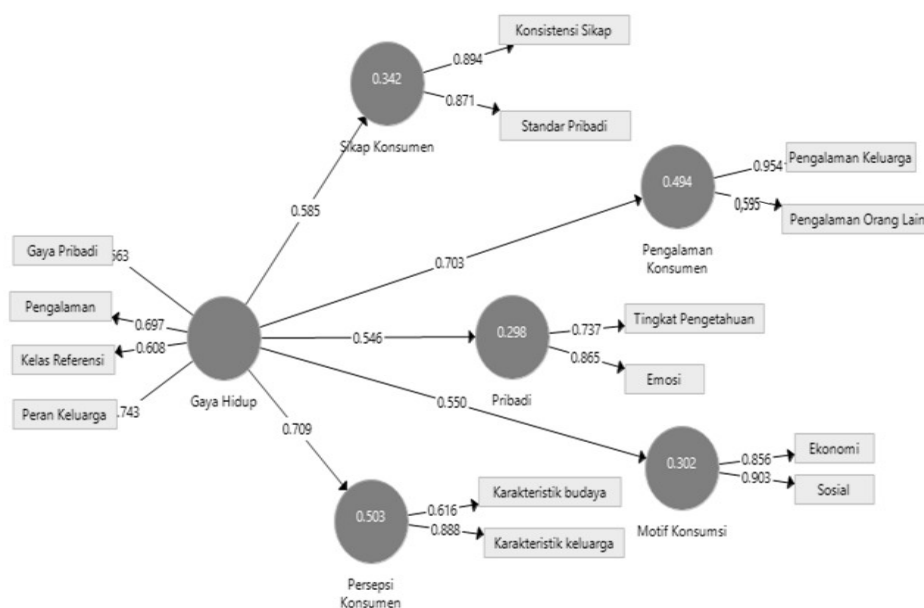 Konsistensi Sikap
0.894
0.342
0.871
Standar Pribadi
Sikap Konsumen
Pengalaman Keluarga
0.954
0.494
0,595
Pengalaman Orang Lain
0.585
Pengalaman
Konsumen
0.703
Gaya Pribadi
.563
Pengalaman
0.697
Kelas Referensi
0.608
Peran Keluarga
.743
Gaya Hidup
0.546
0.298
0.737
Tingkat Pengetahuan
0.865
Emosi
Pribadi
0.550
0.709
Ekonomi
0.856
0.302
0.903
Sosial
Motif Konsumsi
Karakteristik budaya
0.616
0.503
0.888
Karakteristik keluarga
Persepsi
Konsumen